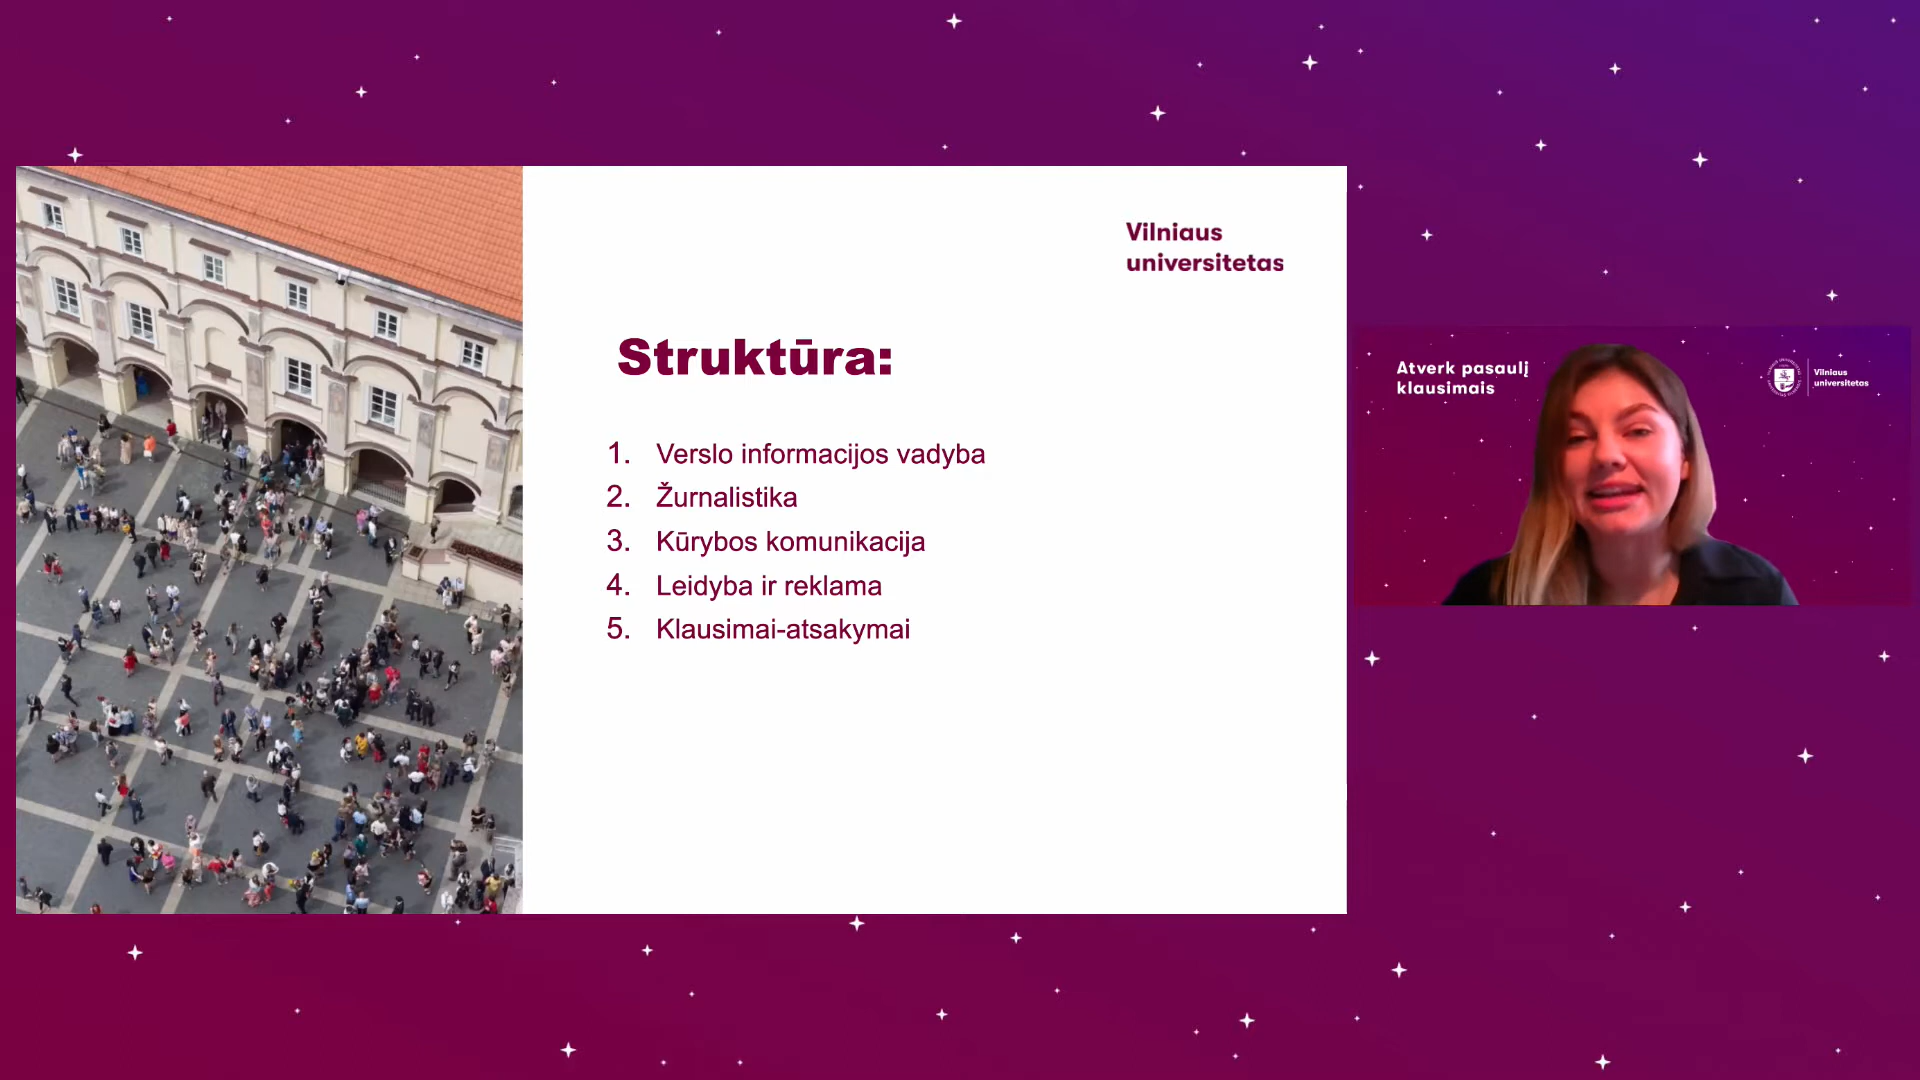 Vilniaus
universitetas
Struktūra:
1. Verslo informacijos vadyba
2. Žurnalistika
3. Kūrybos komunikacija
4. Leidyba ir reklama
5. Klausimai-atsakymai
Atverk pasaulį
klausimais
Vilniaus
universitetas